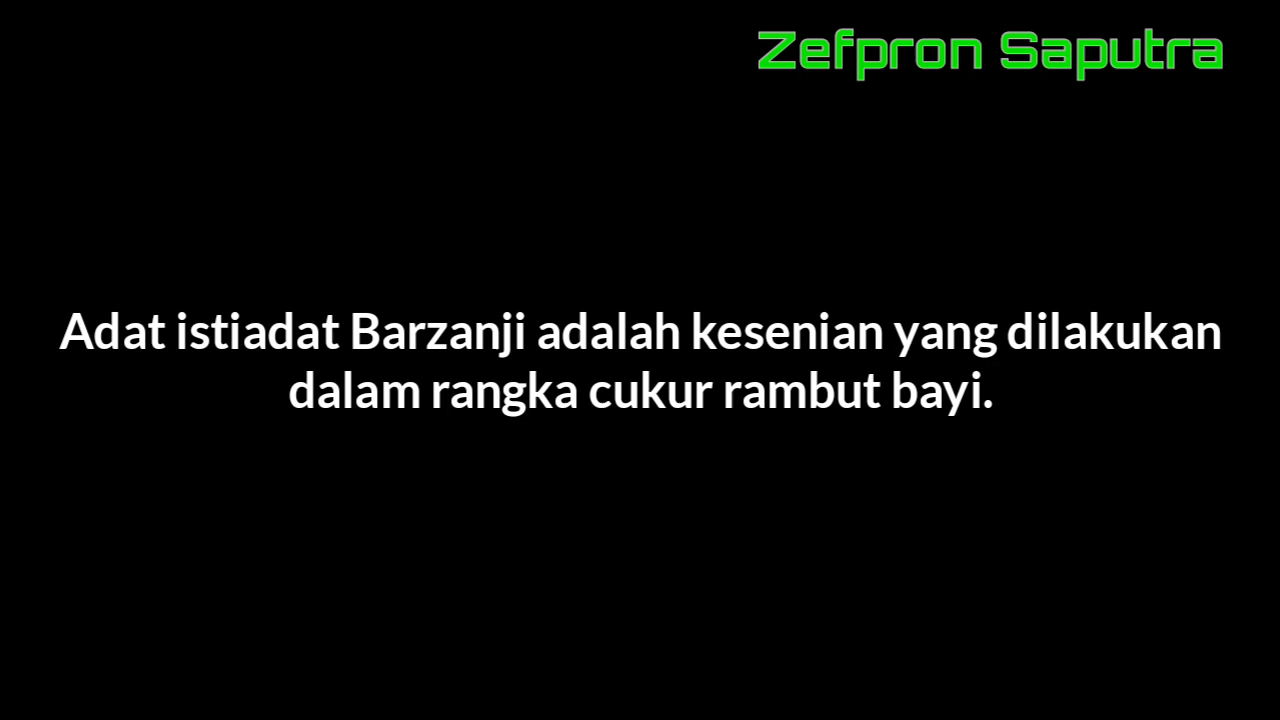 Zefpron Saputra
Adat istiadat Barzanji adalah kesenian yang dilakukan
dalam rangka cukur rambut bayi.